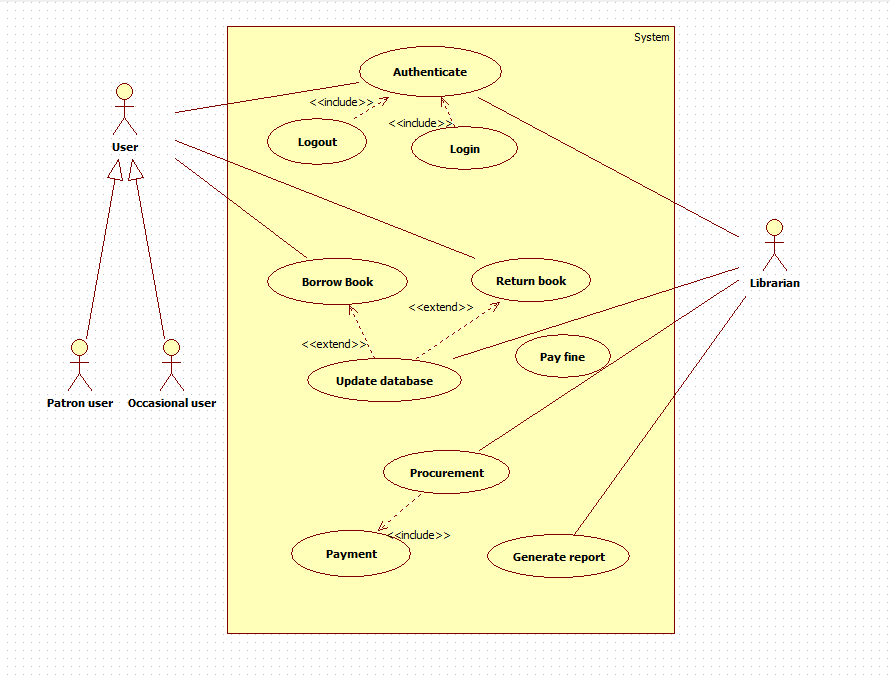 System
Authenticate
<<include>>
<<include>>
Logout
Login
User
Borrow Book
Return book
Librarian
<<extend>>
<<extend>>
Pay fine
Update database
Patron user
Occasional user
Procurement
<<include>>
Payment
Generate report